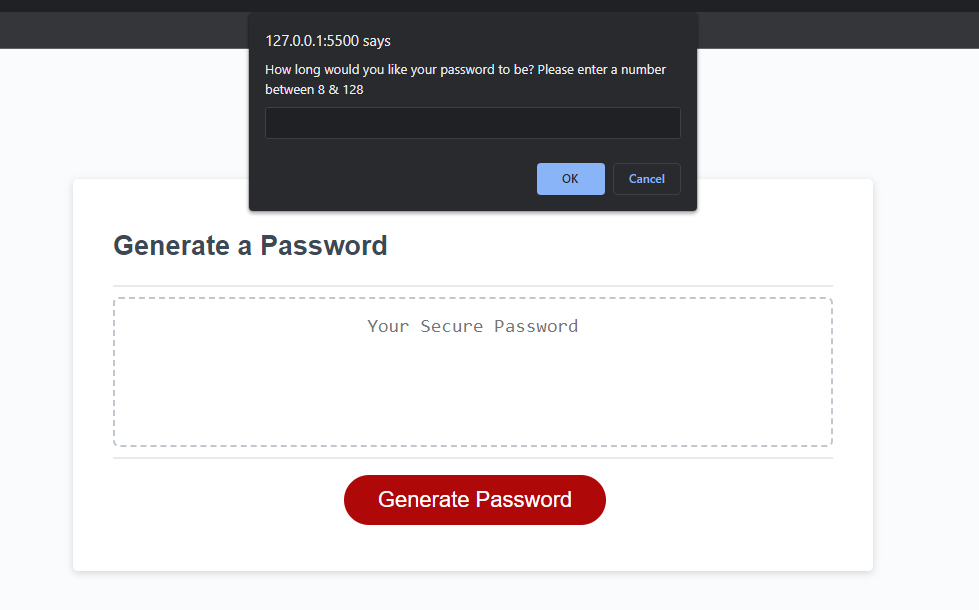 127.0.0.1:5500 says
How long would you like your password to be? Please enter a number
between 8 & 128
OK
Cancel
Generate a Password
Your Secure Password
Generate Password